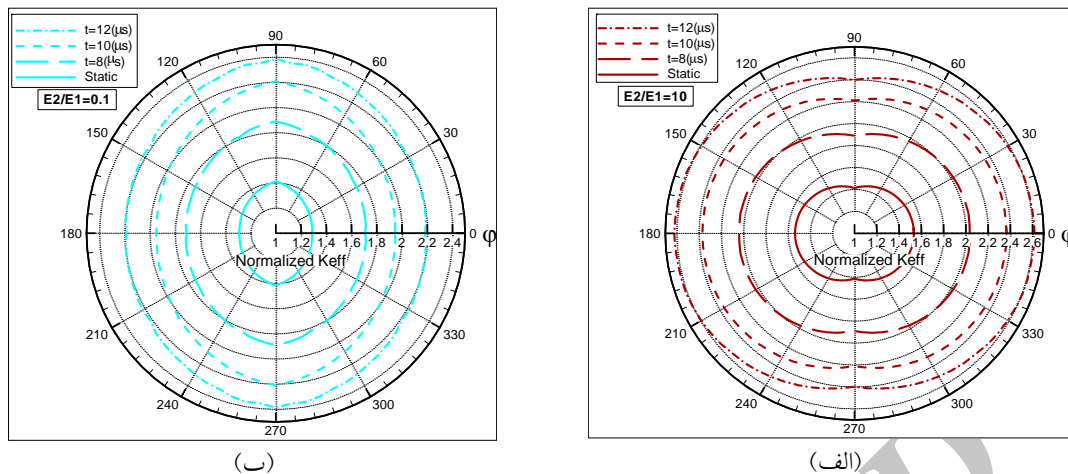 t=12(μs)
t=10(μs)
t=8(μs)
Static
E2/E1=0.1
90
60
30
0 φ
330
300
270
240
210
180
150
120
1 1.2 1.4 1.6 1.8 2 2.2 2.4
Normalized Keff
(ب)
t=12(μs)
t=10(μs)
t=8(μs)
Static
E2/E1=10
90
60
30
0 φ
330
300
270
240
210
180
150
120
1 1.2 1.4 1.6 1.8 2 2.2 2.4 2.6
Normalized Keff
(الف)